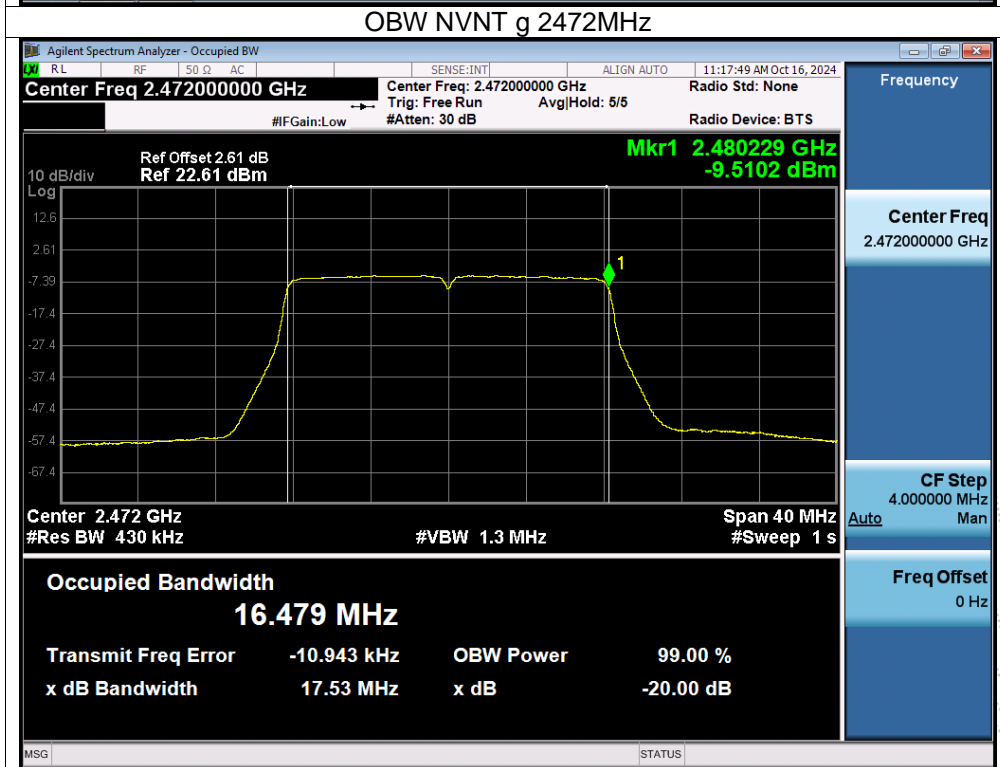 OBW NVNT g 2472MHz
Agilent Spectrum Analyzer - Occupied BW
LXI RL RF 50 Ω AC SENSE:INT ALIGN AUTO 11:17:49 AM Oct 16, 2024
Center Freq 2.472000000 GHz
Center Freq: 2.472000000 GHz
Radio Std: None
Trig: Free Run Avg|Hold: 5/5
#IFGain:Low
#Atten: 30 dB
Radio Device: BTS
Frequency
Mkr1 2.480229 GHz
-9.5102 dBm
Ref Offset 2.61 dB
10 dB/div Ref 22.61 dBm
Log
12.6
2.61
-7.39
-17.4
-27.4
-37.4
-47.4
-57.4
-67.4
1
Center 2.472 GHz
Span 40 MHz
#Res BW 430 kHz
#VBW 1.3 MHz
#Sweep 1 s
Center Freq
2.472000000 GHz
CF Step
4.000000 MHz
Auto Man
Freq Offset
0 Hz
Occupied Bandwidth
16.479 MHz
Transmit Freq Error -10.943 kHz OBW Power 99.00 %
x dB Bandwidth 17.53 MHz x dB -20.00 dB
MSG STATUS